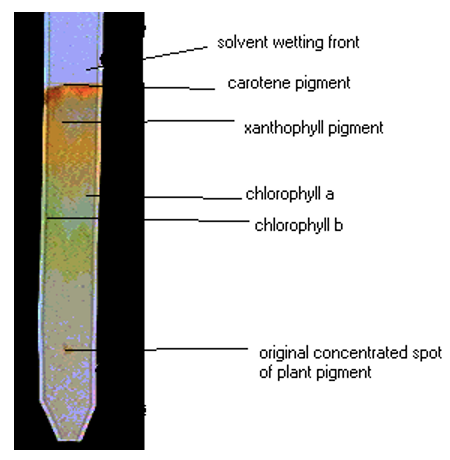 solvent wetting front
carotene pigment
xanthophyll pigment
chlorophyll a
chlorophyll b
original concentrated spot
of plant pigment